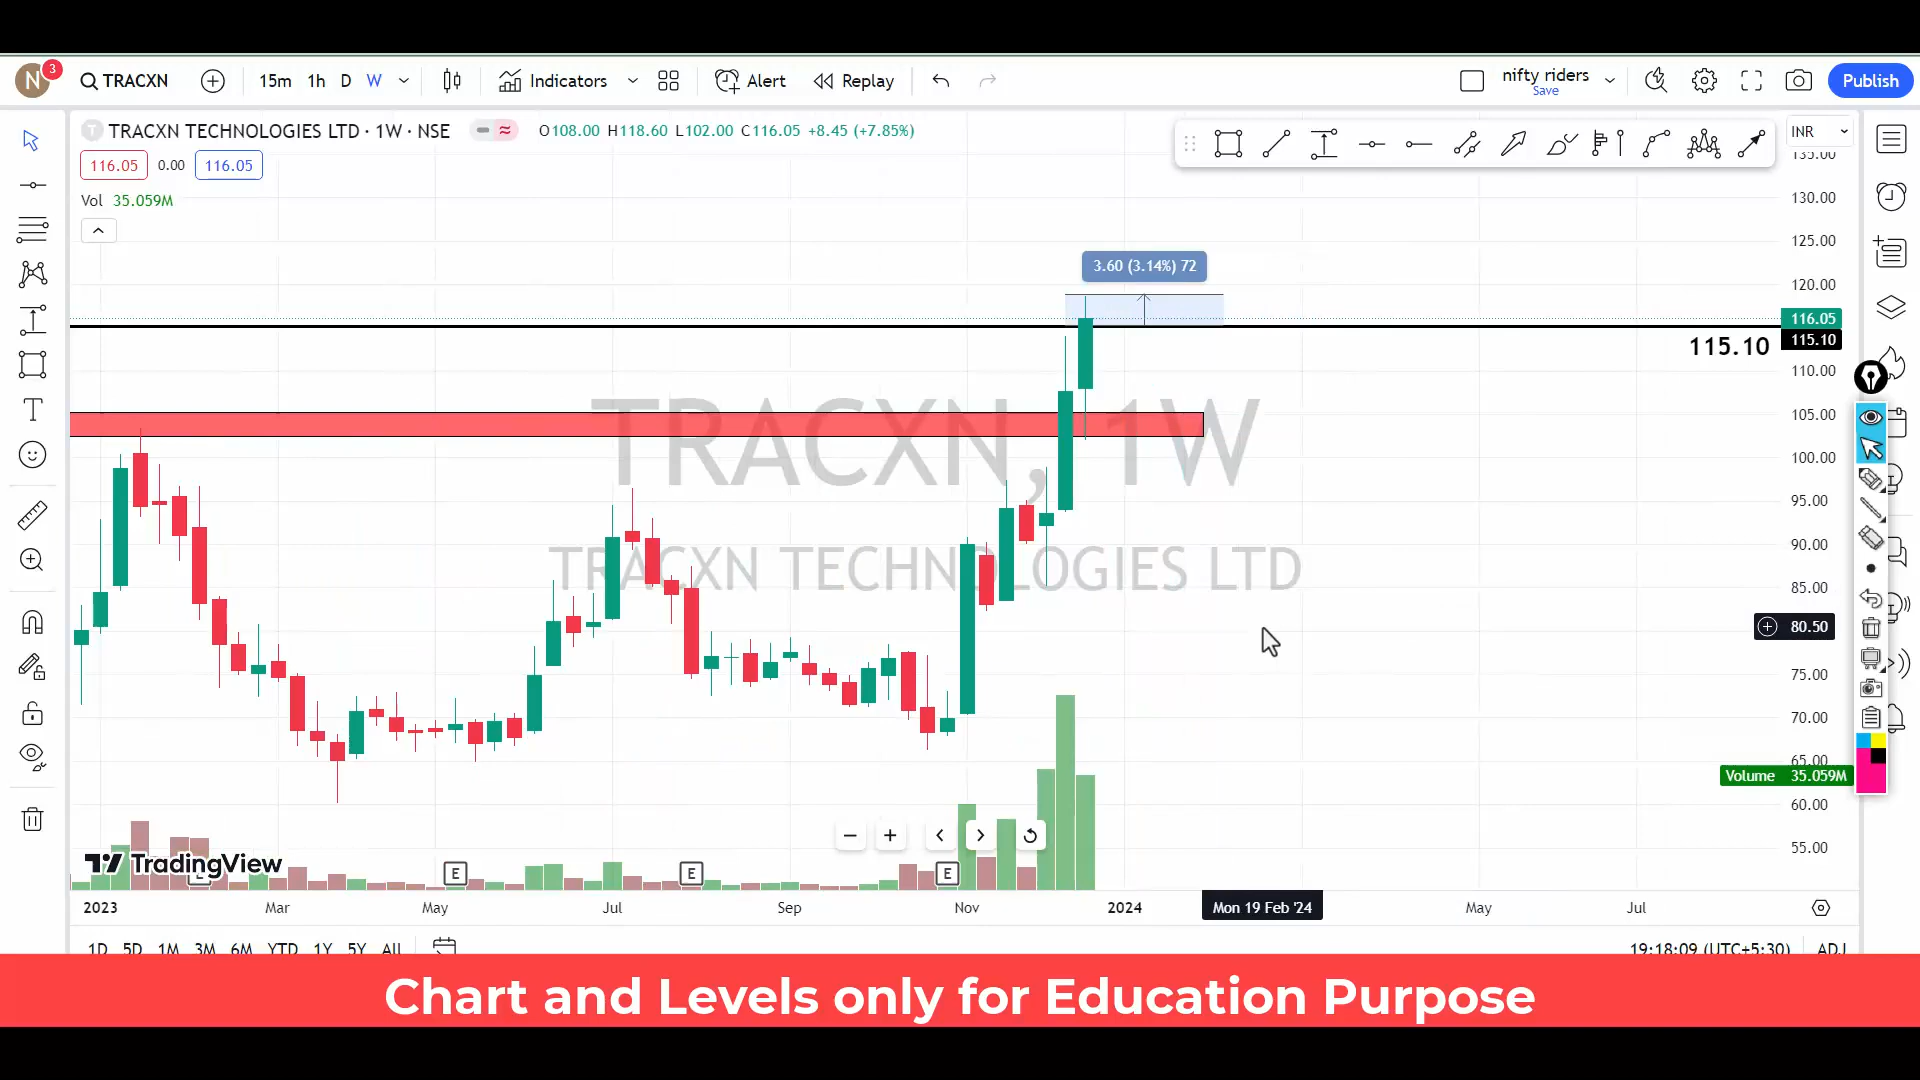 N 3 TRACXN 15m 1h D W Indicators Alert Replay nifty riders Save Publish
T TRACXN TECHNOLOGIES LTD · 1W · NSE O108.00 H118.60 L102.00 C116.05 +8.45 (+7.85%) INR
116.05 0.00 116.05
135.00
Vol 35.059M
130.00
125.00
3.60 (3.14%) 72
120.00
116.05
115.10 115.10
110.00
105.00
TRACXN, 1W
100.00
95.00
90.00
TRACXN TECHNOLOGIES LTD
85.00
80.50
75.00
70.00
65.00
Volume 35.059M
60.00
55.00
TradingView
E E E E
2023 Mar May Jul Sep Nov 2024 Mon 19 Feb '24 May Jul
1D 5D 1M 3M 6M YTD 1Y 5Y All 19:18:09 (UTC+5:30) ADJ
Chart and Levels only for Education Purpose